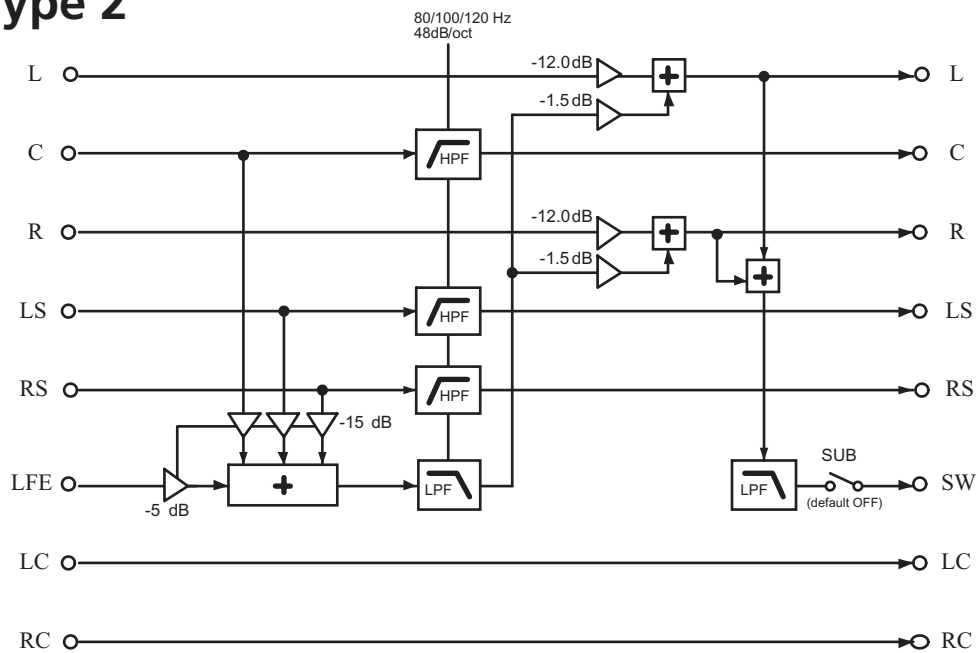 ype 2
80/100/120 Hz
48dB/oct
L
-12.0dB
L
-1.5dB
C
HPF
C
R
-12.0dB
R
-1.5dB
LS
HPF
LS
RS
HPF
RS
-15 dB
LFE
-5 dB
LPF
LPF
SUB
(default OFF)
SW
LC
LC
RC
RC